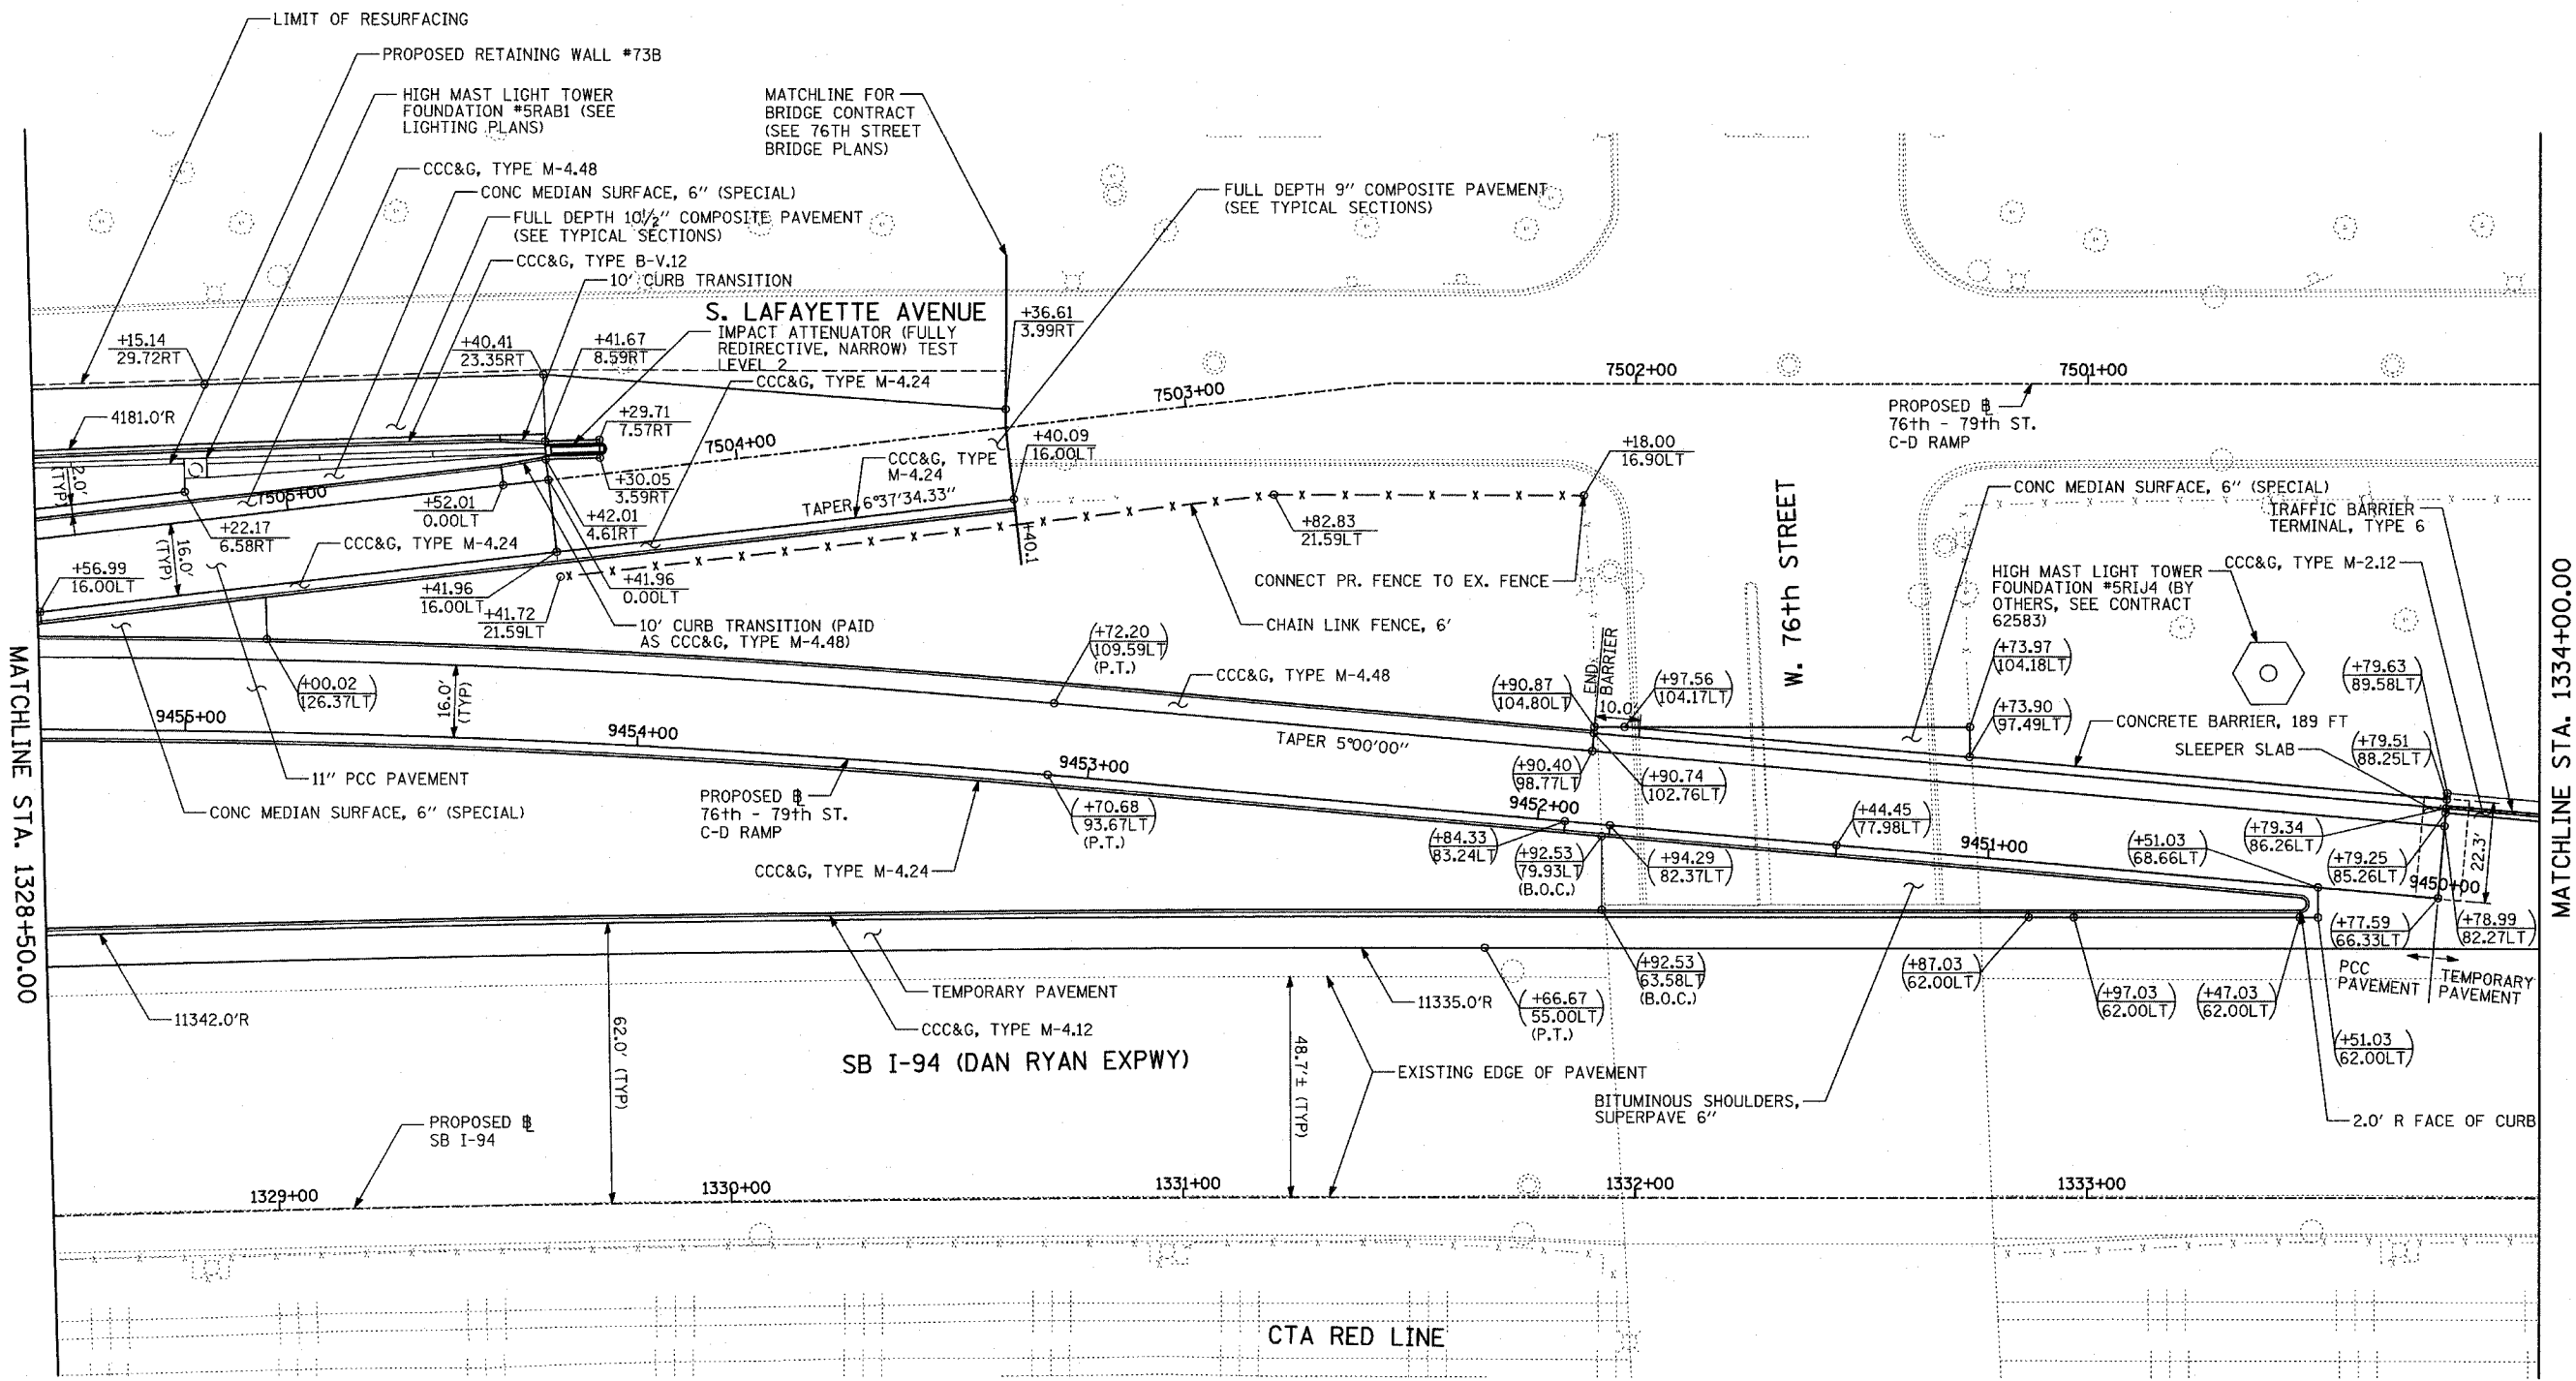 LIMIT OF RESURFACING
PROPOSED RETAINING WALL #73B
HIGH MAST LIGHT TOWER
FOUNDATION #5RAB1 (SEE
LIGHTING PLANS)
MATCHLINE FOR
BRIDGE CONTRACT
(SEE 76TH STREET
BRIDGE PLANS)
CCC&G, TYPE M-4.48
CONC MEDIAN SURFACE, 6" (SPECIAL)
FULL DEPTH 10½" COMPOSITE PAVEMENT
(SEE TYPICAL SECTIONS)
CCC&G, TYPE B-V.12
10' CURB TRANSITION
FULL DEPTH 9" COMPOSITE PAVEMENT
(SEE TYPICAL SECTIONS)
S. LAFAYETTE AVENUE
IMPACT ATTENUATOR (FULLY
REDIRECTIVE, NARROW) TEST
LEVEL 2
CCC&G, TYPE M-4.24
+15.14
29.72RT
+40.41
23.35RT
+41.67
8.59RT
+36.61
3.99RT
7503+00
7502+00
7501+00
PROPOSED ℄
76th - 79th ST.
C-D RAMP
4181.0'R
+29.71
7.57RT
7504+00
+40.09
16.00LT
CCC&G, TYPE
M-4.24
+18.00
16.90LT
2.0'
(TYP)
7505+00
+52.01
0.00LT
+30.05
3.59RT
TAPER 6°37'34.33"
+42.01
4.61RT
+22.17
6.58RT
16.0'
(TYP)
CCC&G, TYPE M-4.24
+82.83
21.59LT
+40.1
W. 76th STREET
CONC MEDIAN SURFACE, 6" (SPECIAL)
TRAFFIC BARRIER
TERMINAL, TYPE 6
CCC&G, TYPE M-2.12
HIGH MAST LIGHT TOWER
FOUNDATION #5RIJ4 (BY
OTHERS, SEE CONTRACT
62583)
+56.99
16.00LT
+41.96
16.00LT
+41.96
0.00LT
+41.72
21.59LT
CONNECT PR. FENCE TO EX. FENCE
CHAIN LINK FENCE, 6'
10' CURB TRANSITION (PAID
AS CCC&G, TYPE M-4.48)
(+72.20
109.59LT)
(P.T.)
(+00.02
126.37LT)
16.0'
(TYP)
CCC&G, TYPE M-4.48
(+90.87
104.80LT)
END
BARRIER
10.0'
(+97.56
104.17LT)
(+73.97
104.18LT)
(+79.63
89.58LT)
(+73.90
97.49LT)
CONCRETE BARRIER, 189 FT
SLEEPER SLAB
(+79.51
88.25LT)
9455+00
9454+00
9453+00
9452+00
9451+00
9450+00
TAPER 5°00'00"
11" PCC PAVEMENT
CONC MEDIAN SURFACE, 6" (SPECIAL)
PROPOSED ℄
76th - 79th ST.
C-D RAMP
CCC&G, TYPE M-4.24
(+70.68
93.67LT)
(P.T.)
(+90.40
98.77LT)
(+90.74
102.76LT)
(+84.33
83.24LT)
(+92.53
79.93LT)
(B.O.C.)
(+94.29
82.37LT)
(+44.45
77.98LT)
(+51.03
68.66LT)
(+79.34
86.26LT)
(+79.25
85.26LT)
22.3'
(+77.59
66.33LT)
(+78.99
82.27LT)
PCC
PAVEMENT
TEMPORARY
PAVEMENT
MATCHLINE STA. 1328+50.00
MATCHLINE STA. 1334+00.00
11342.0'R
TEMPORARY PAVEMENT
CCC&G, TYPE M-4.12
SB I-94 (DAN RYAN EXPWY)
11335.0'R
(+66.67
55.00LT)
(P.T.)
(+92.53
63.58LT)
(B.O.C.)
(+87.03
62.00LT)
(+97.03
62.00LT)
(+47.03
62.00LT)
(+51.03
62.00LT)
62.0' (TYP)
48.7'± (TYP)
EXISTING EDGE OF PAVEMENT
BITUMINOUS SHOULDERS,
SUPERPAVE 6"
2.0' R FACE OF CURB
PROPOSED ℄
SB I-94
1329+00
1330+00
1331+00
1332+00
1333+00
CTA RED LINE